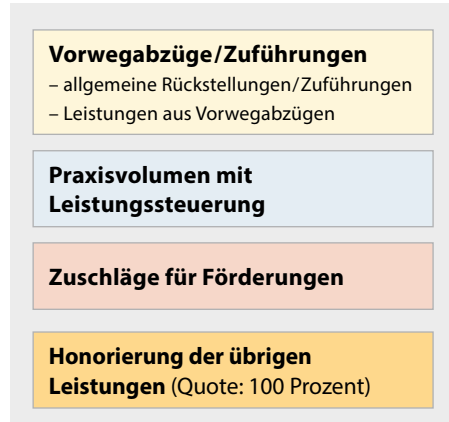 Vorwegabzüge/Zuführungen
– allgemeine Rückstellungen/Zuführungen
– Leistungen aus Vorwegabzügen
Praxisvolumen mit
Leistungssteuerung
Zuschläge für Förderungen
Honorierung der übrigen
Leistungen (Quote: 100 Prozent)